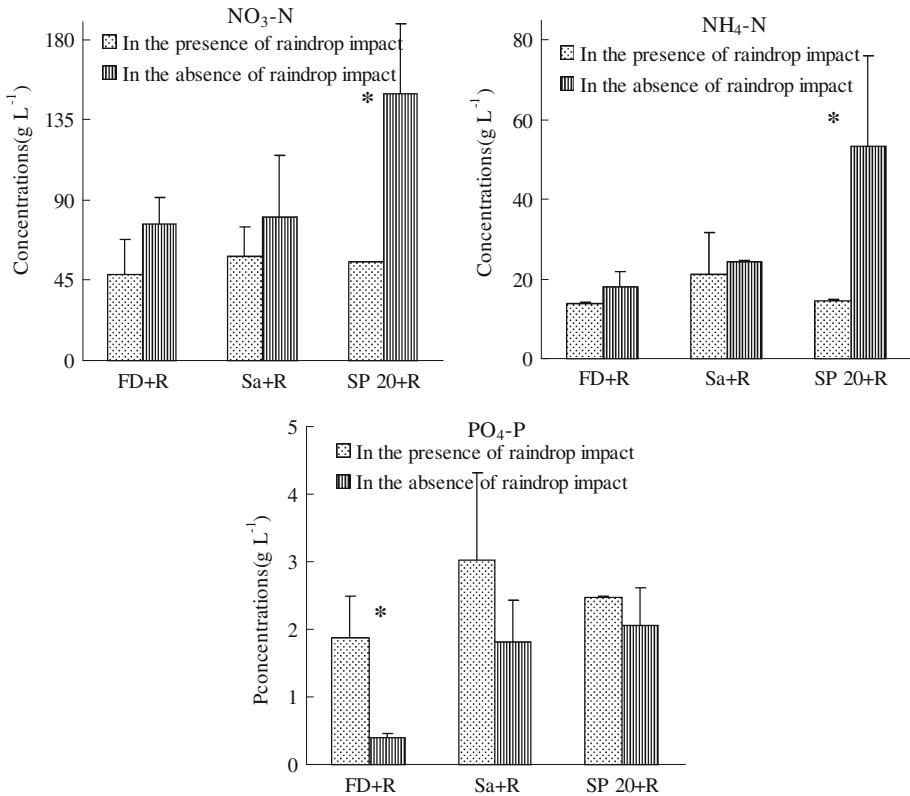 NO₃-N
180
135
90
45
0
Concentrations(g L⁻¹)
In the presence of raindrop impact
In the absence of raindrop impact
*
FD+R Sa+R SP 20+R
NH₄-N
80
60
40
20
0
Concentrations(g L⁻¹)
In the presence of raindrop impact
In the absence of raindrop impact
*
FD+R Sa+R SP 20+R
PO₄-P
5
4
3
2
1
0
Pconcentrations(g L⁻¹)
In the presence of raindrop impact
In the absence of raindrop impact
*
FD+R Sa+R SP 20+R